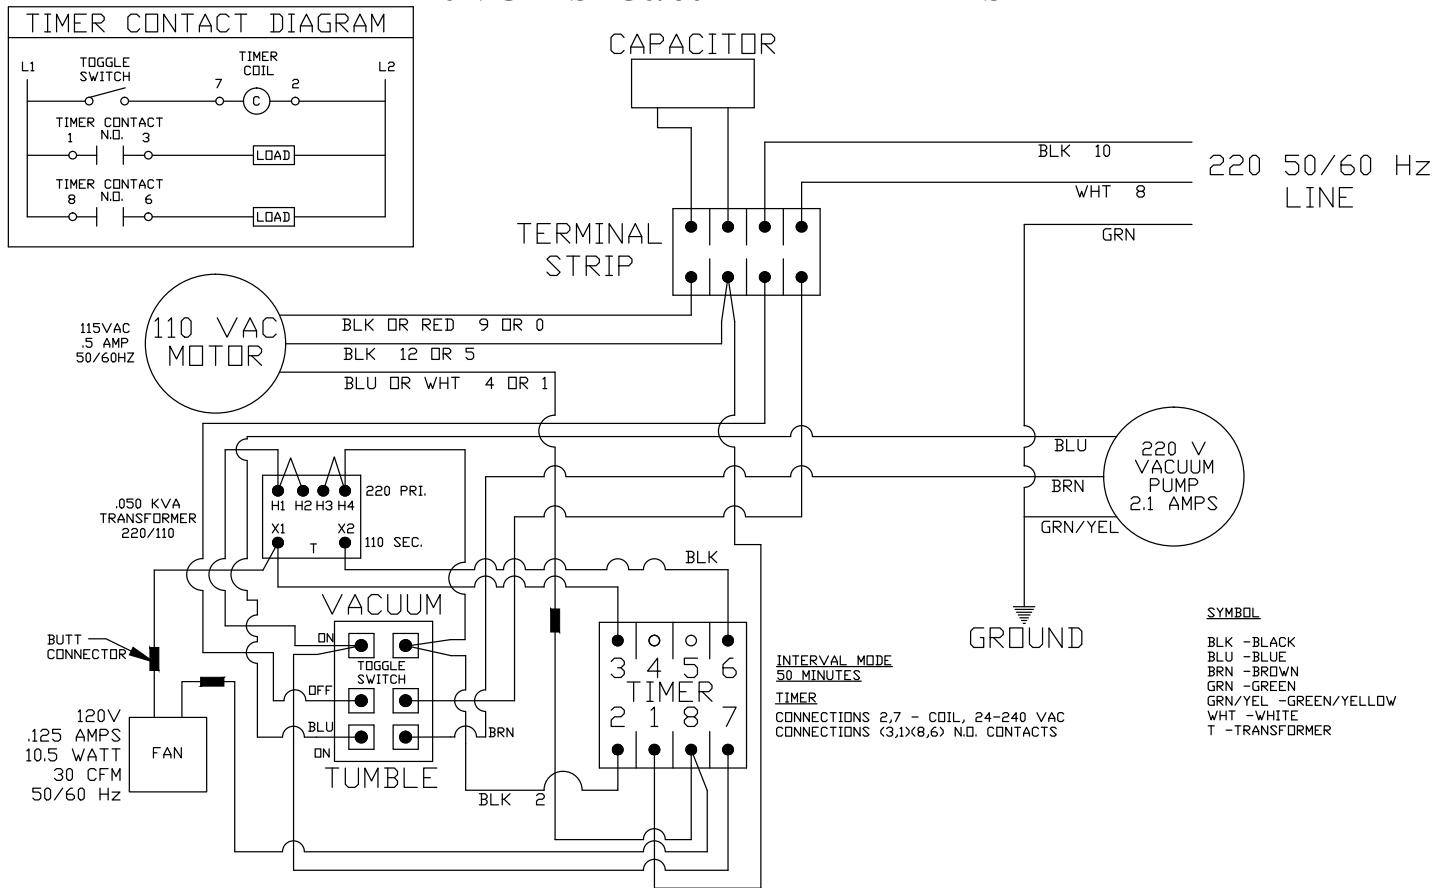 TIMER CONTACT DIAGRAM
L1
TOGGLE
SWITCH
7
TIMER
COIL
C
2
L2
TIMER CONTACT
N.O.
1
3
LOAD
TIMER CONTACT
N.O.
8
6
LOAD
CAPACITOR
BLK 10
WHT 8
GRN
220 50/60 Hz
LINE
TERMINAL
STRIP
115VAC
.5 AMP
50/60HZ
110 VAC
MOTOR
BLK OR RED 9 OR 0
BLK 12 OR 5
BLU OR WHT 4 OR 1
BLU
BRN
GRN/YEL
220 V
VACUUM
PUMP
2.1 AMPS
.050 KVA
TRANSFORMER
220/110
H1 H2 H3 H4
220 PRI.
X1
X2
T
110 SEC.
BLK
VACUUM
ON
TOGGLE
SWITCH
OFF
BLU
BRN
ON
TUMBLE
BUTT
CONNECTOR
120V
.125 AMPS
10.5 WATT
30 CFM
50/60 Hz
FAN
3 4 5 6
TIMER
2 1 8 7
BLK 2
GROUND
INTERVAL MODE
50 MINUTES
TIMER
CONNECTIONS 2,7 - COIL, 24-240 VAC
CONNECTIONS (3,1)(8,6) N.O. CONTACTS
SYMBOL
BLK -BLACK
BLU -BLUE
BRN -BROWN
GRN -GREEN
GRN/YEL -GREEN/YELLOW
WHT -WHITE
T -TRANSFORMER